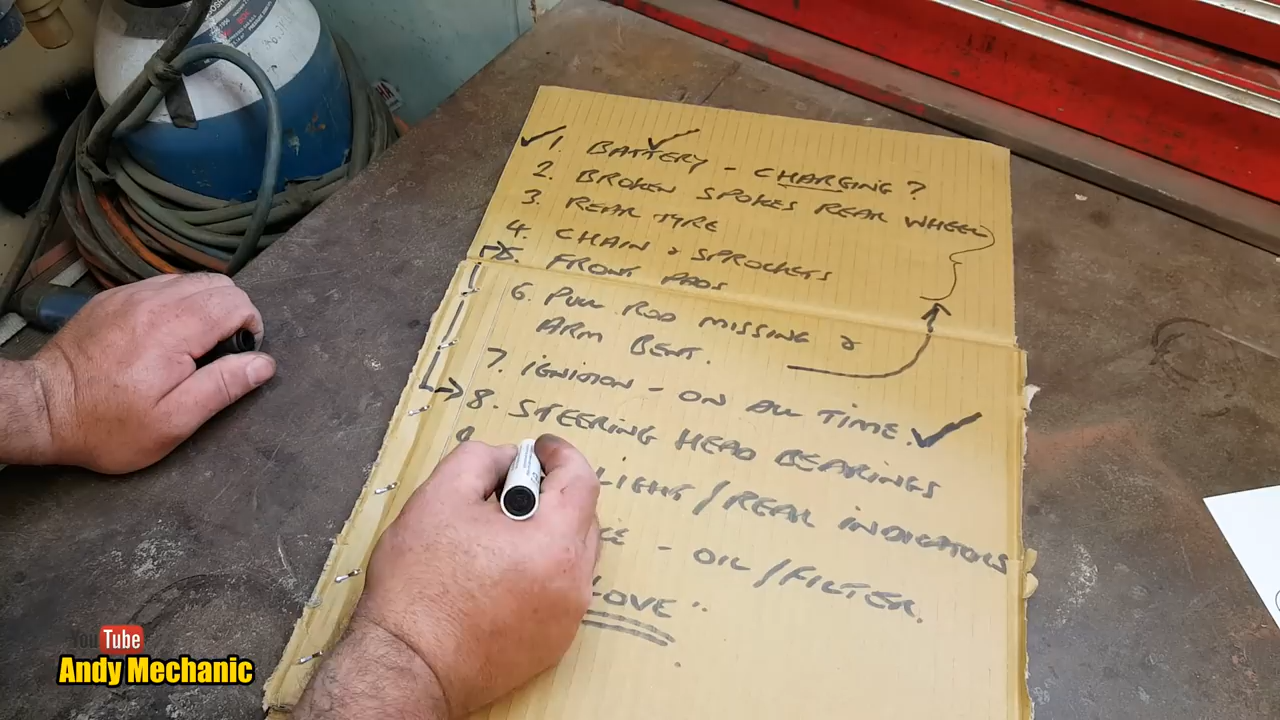 ✓1. BATTERY ✓ - CHARGING?
2. BROKEN SPOKES REAR WHEEL
3. REAR TYRE
4. CHAIN & SPROCKETS
5. FRONT PADS
6. PULL ROD MISSING &
ARM BENT.
7. IGNITION - ON ALL TIME. ✓
8. STEERING HEAD BEARINGS
9. LIGHT / REAR INDICATORS
- OIL / FILTER.
LOVE"
YouTube
Andy Mechanic